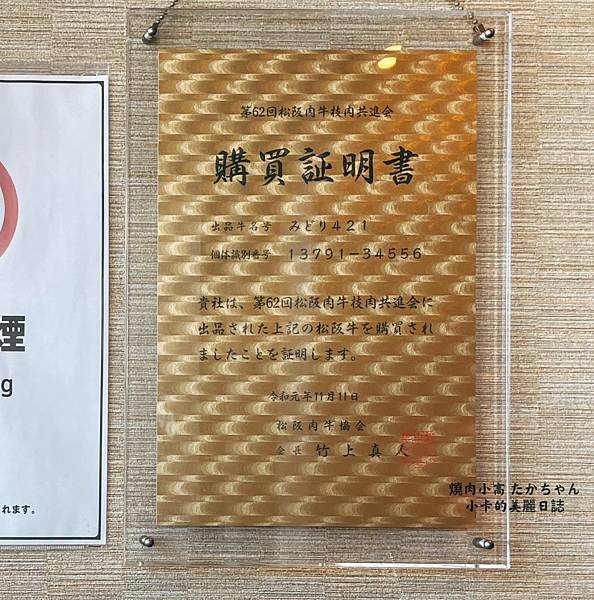 第62回松阪肉牛枝肉共進会
購買証明書
出品牛名号 みどり421
個体識別番号 13791-34556
貴社は、第62回松阪肉牛枝肉共進会に
出品された上記の松阪牛を購買され
ましたことを証明します。
令和元年11月11日
松阪肉牛協会
会長 竹上真人
煙
g
れます。
燒肉小高 たかちゃん
小卡的美麗日誌